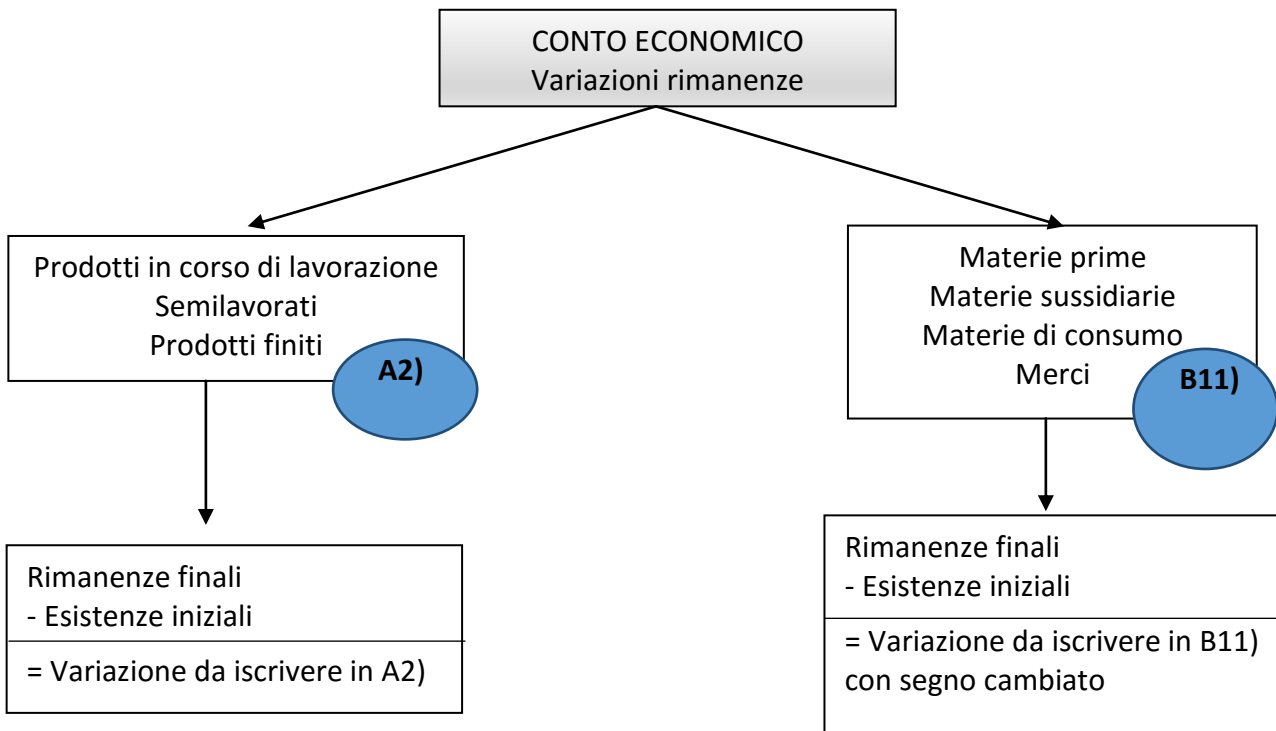 CONTO ECONOMICO
Variazioni rimanenze
Prodotti in corso di lavorazione
Semilavorati
Prodotti finiti
A2)
Materie prime
Materie sussidiarie
Materie di consumo
Merci
B11)
Rimanenze finali
- Esistenze iniziali
= Variazione da iscrivere in A2)
Rimanenze finali
- Esistenze iniziali
= Variazione da iscrivere in B11)
con segno cambiato